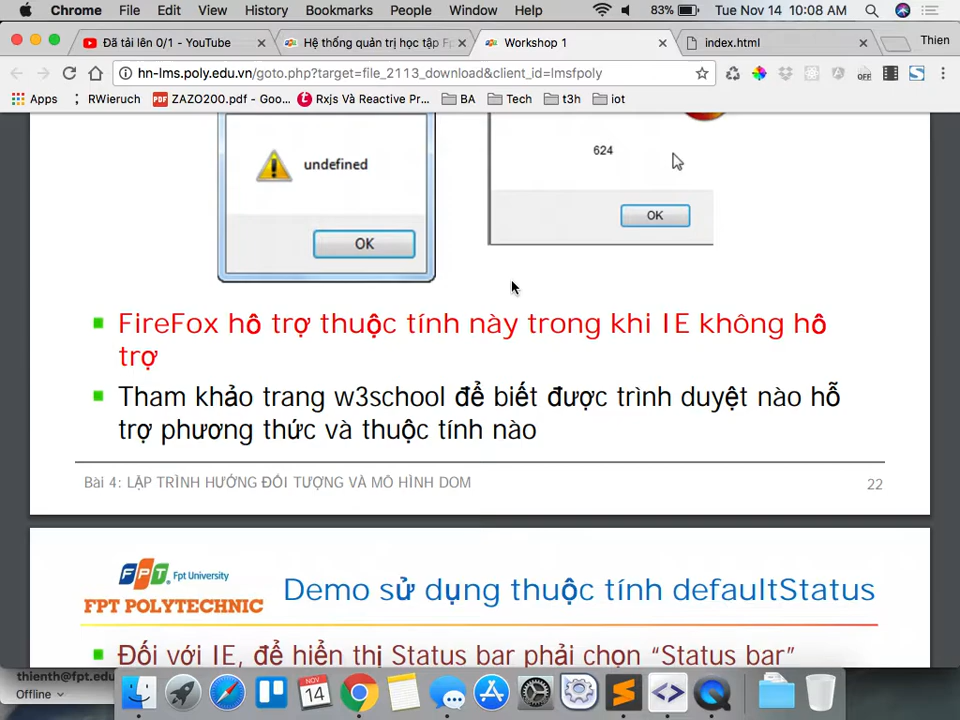 Chrome File Edit View History Bookmarks People Window Help 83% Tue Nov 14 10:08 AM
Đã tải lên 0/1 - YouTube
Hệ thống quản trị học tập Fp
Workshop 1
index.html
Thien
hn-lms.poly.edu.vn/goto.php?target=file_2113_download&client_id=lmsfpoly
OFF
Apps RWieruch ZAZO200.pdf - Goo... Rxjs Và Reactive Pr... BA Tech t3h iot
undefined
OK
624
OK
FireFox hỗ trợ thuộc tính này trong khi IE không hỗ
trợ
Tham khảo trang w3school để biết được trình duyệt nào hỗ
trợ phương thức và thuộc tính nào
Bài 4: LẬP TRÌNH HƯỚNG ĐỐI TƯỢNG VÀ MÔ HÌNH DOM
22
FPT Fpt University
FPT POLYTECHNIC
Demo sử dụng thuộc tính defaultStatus
Đối với IE, để hiển thị Status bar phải chọn “Status bar”
thienth@fpt.edu
Offline
NOV
14